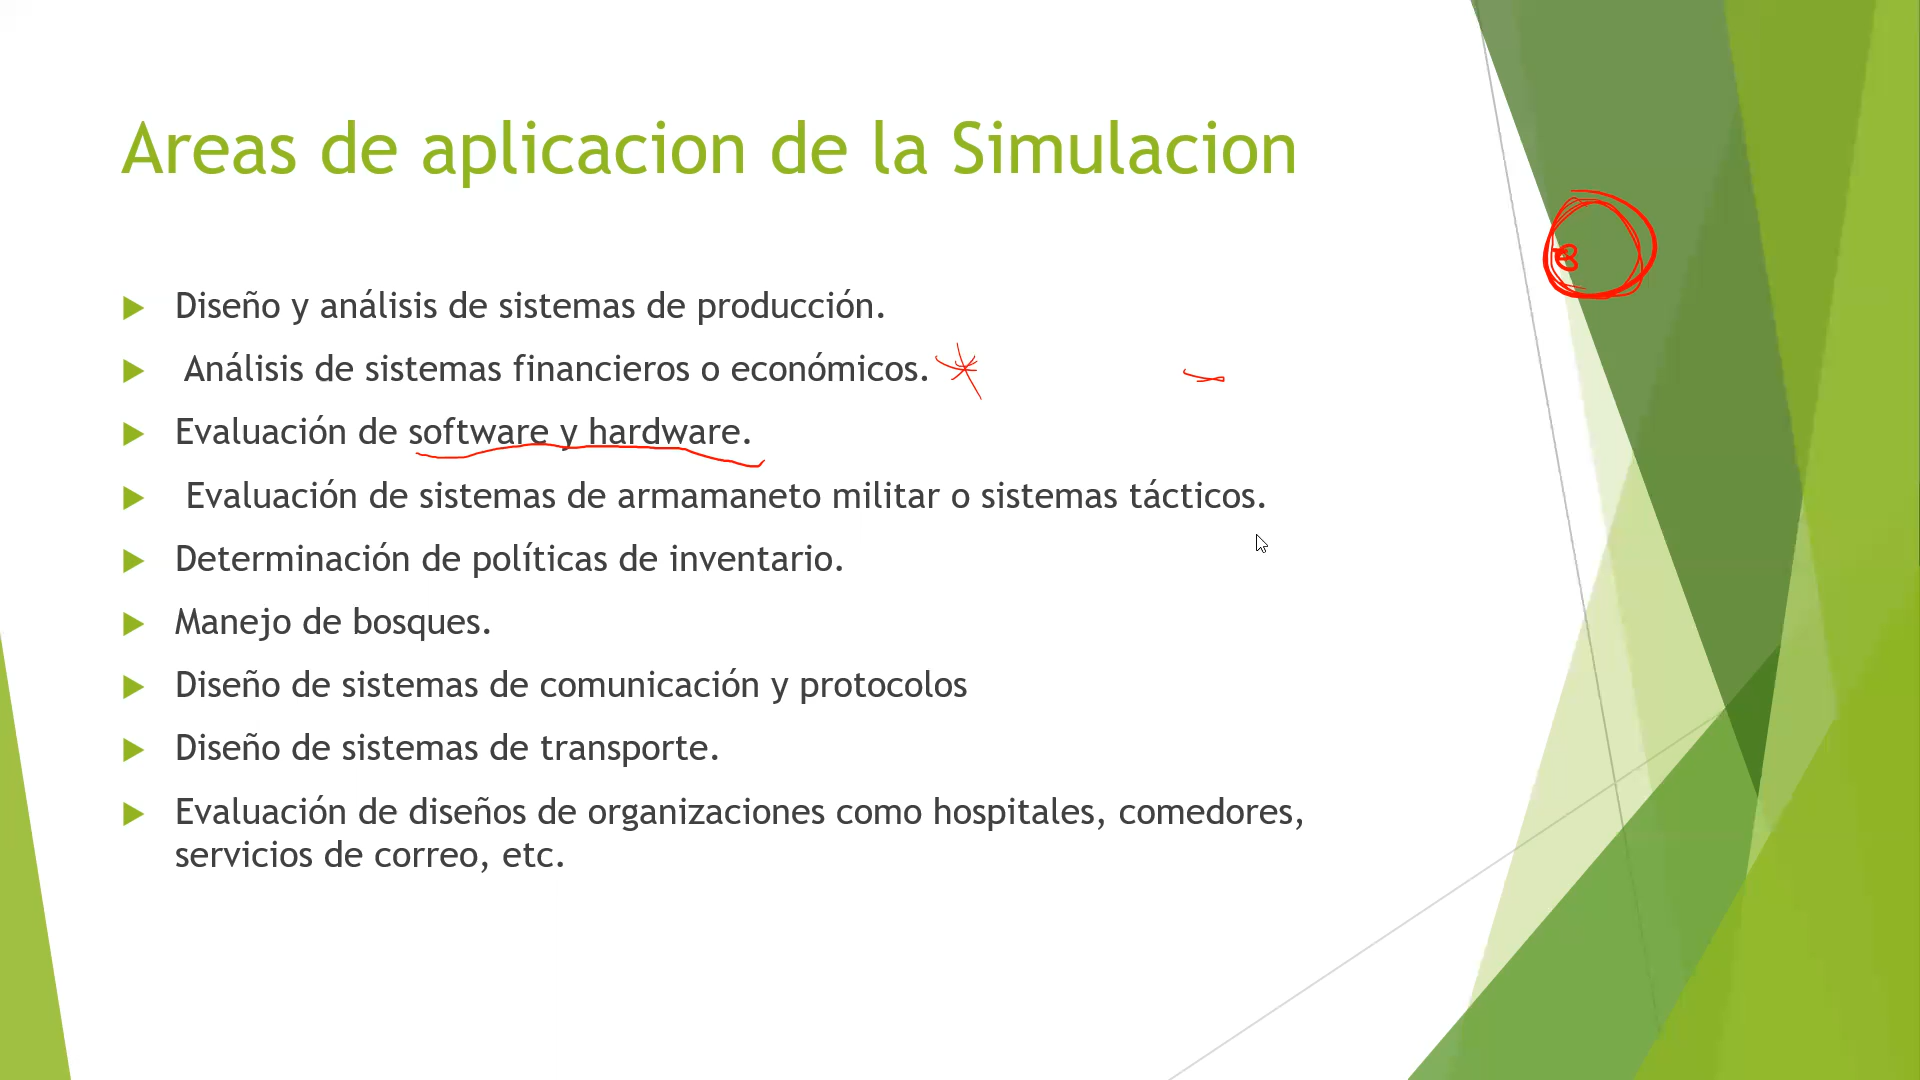 Areas de aplicacion de la Simulacion
Diseño y análisis de sistemas de producción.
Análisis de sistemas financieros o económicos.
Evaluación de software y hardware.
Evaluación de sistemas de armamaneto militar o sistemas tácticos.
Determinación de políticas de inventario.
Manejo de bosques.
Diseño de sistemas de comunicación y protocolos
Diseño de sistemas de transporte.
Evaluación de diseños de organizaciones como hospitales, comedores,
servicios de correo, etc.